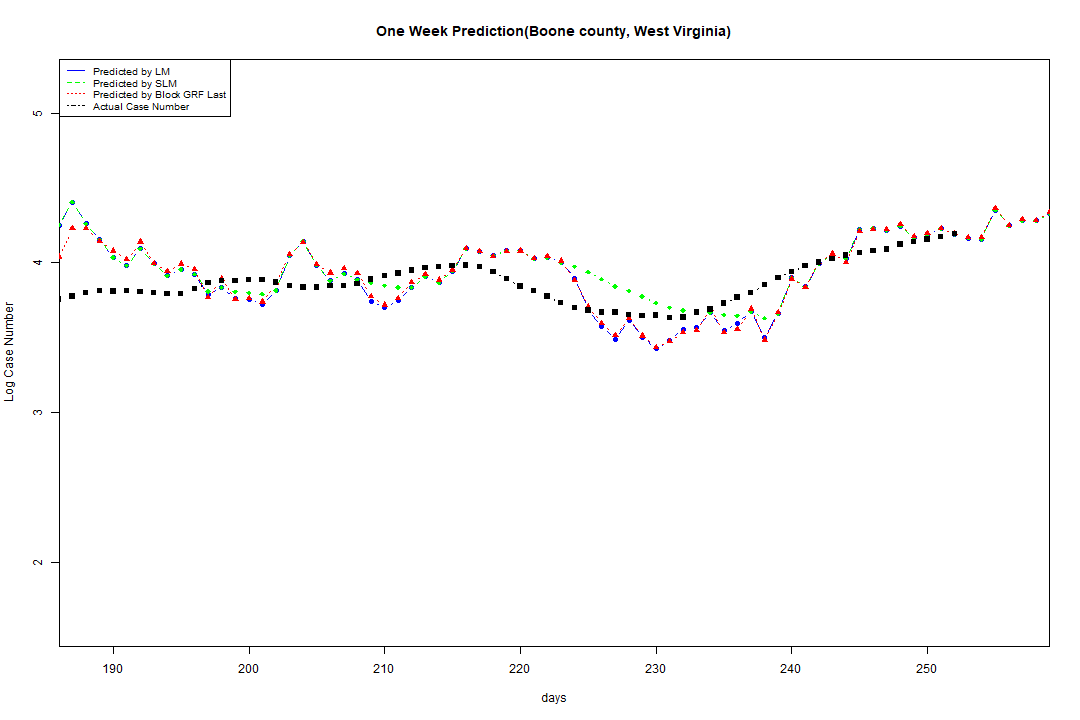 One Week Prediction(Boone county, West Virginia)
Predicted by LM
Predicted by SLM
Predicted by Block GRF Last
Actual Case Number
5
4
3
2
Log Case Number
190 200 210 220 230 240 250
days